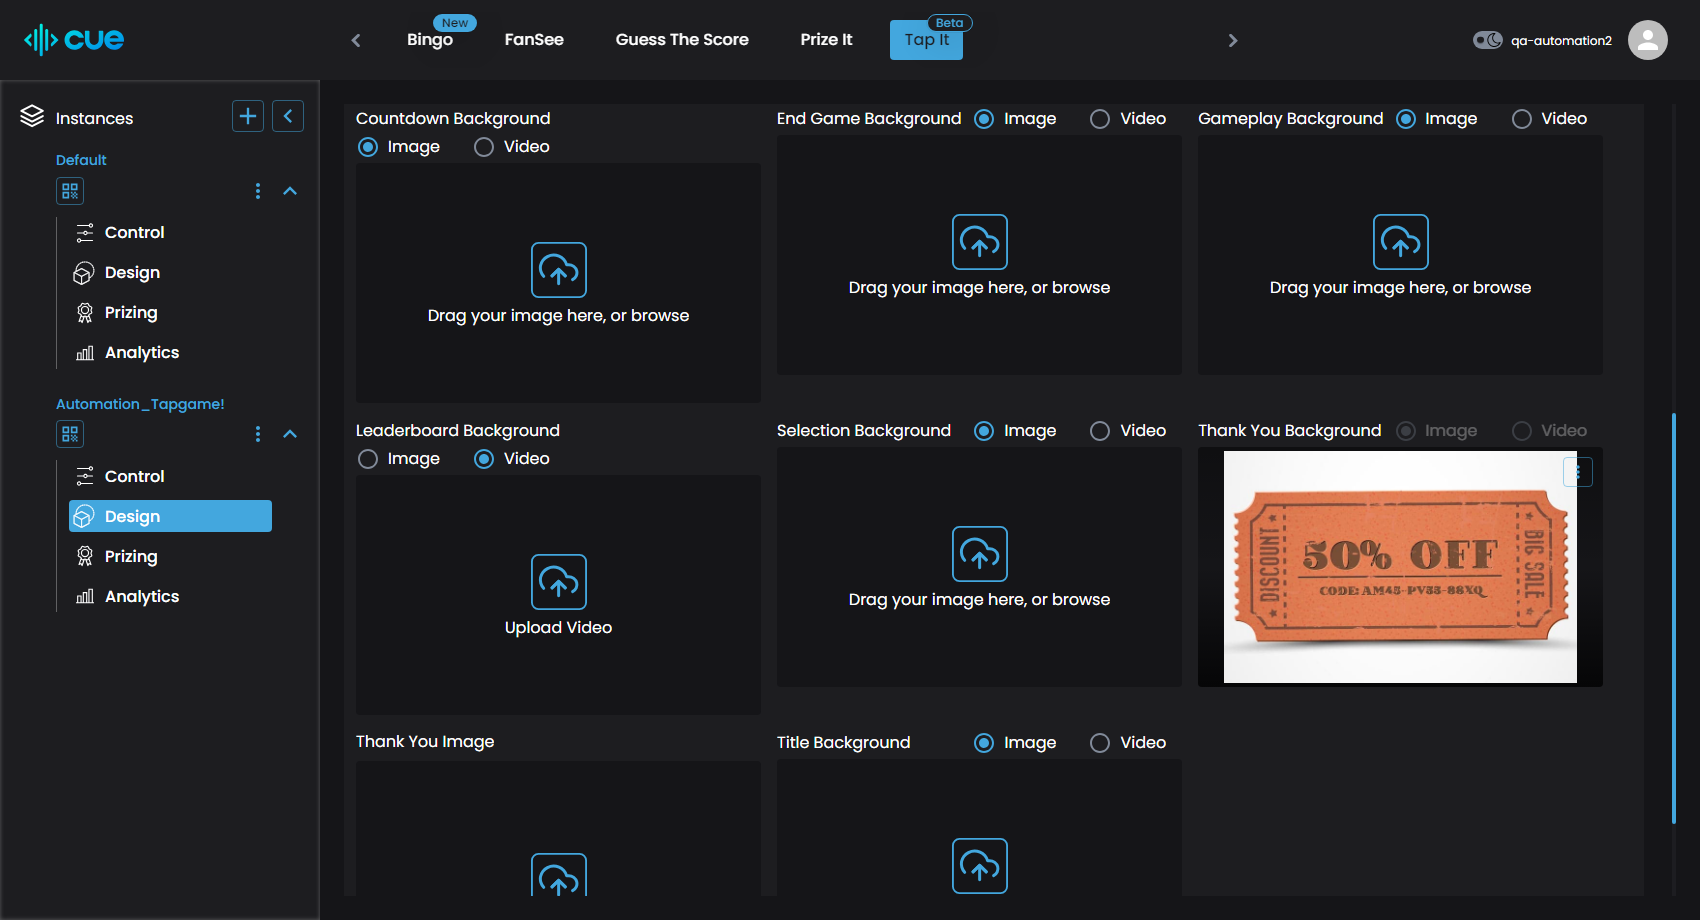 cue
New
Bingo
FanSee
Guess The Score
Prize It
Beta
Tap It
qa-automation2
Instances
Default
Control
Design
Prizing
Analytics
Automation_Tapgame!
Control
Design
Prizing
Analytics
Countdown Background
Image Video
Drag your image here, or browse
End Game Background Image Video
Drag your image here, or browse
Gameplay Background Image Video
Drag your image here, or browse
Leaderboard Background
Image Video
Upload Video
Selection Background Image Video
Drag your image here, or browse
Thank You Background Image Video
DISCOUNT
50% OFF
CODE: AM45-PV35-88XQ
BIG SALE
Thank You Image
Title Background Image Video